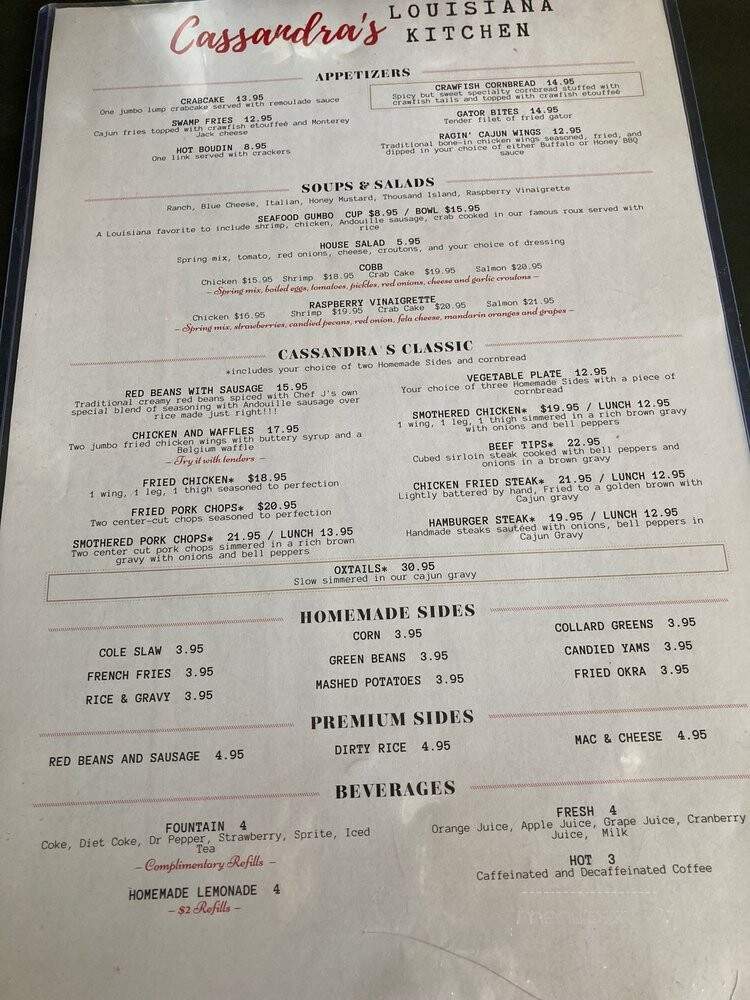 Cassandra's LOUISIANA KITCHEN
APPETIZERS
CRABCAKE 13.95
One jumbo lump crabcake served with remoulade sauce
SWAMP FRIES 12.95
Cajun fries topped with crawfish etouffeé and Monterey
Jack cheese
HOT BOUDIN 8.95
One link served with crackers
CRAWFISH CORNBREAD 14.95
Spicy but sweet specialty cornbread stuffed with
crawfish tails and topped with crawfish etouffeé
GATOR BITES 14.95
Tender filet of fried gator
RAGIN' CAJUN WINGS 12.95
Traditional bone-in chicken wings seasoned, fried, and
dipped in your choice of either Buffalo or Honey BBQ
sauce
SOUPS & SALADS
Ranch, Blue Cheese, Italian, Honey Mustard, Thousand Island, Raspberry Vinaigrette
SEAFOOD GUMBO CUP $8.95 / BOWL $15.95
A Louisiana favorite to include shrimp, chicken, Andouille sausage, crab cooked in our famous roux served with
rice
HOUSE SALAD 5.95
Spring mix, tomato, red onions, cheese, croutons, and your choice of dressing
COBB
Chicken $15.95 Shrimp $18.95 Crab Cake $19.95 Salmon $20.95
– Spring mix, boiled eggs, tomatoes, pickles, red onions, cheese and garlic croutons –
RASPBERRY VINAIGRETTE
Chicken $16.95 Shrimp $19.95 Crab Cake $20.95 Salmon $21.95
– Spring mix, strawberries, candied pecans, red onion, feta cheese, mandarin oranges and grapes –
CASSANDRA'S CLASSIC
*includes your choice of two Homemade Sides and cornbread
RED BEANS WITH SAUSAGE 15.95
Traditional creamy red beans spiced with Chef J's own
special blend of seasoning with Andouille sausage over
rice made just right!!!
CHICKEN AND WAFFLES 17.95
Two jumbo fried chicken wings with buttery syrup and a
Belgium waffle
– Try it with tenders –
FRIED CHICKEN* $18.95
1 wing, 1 leg, 1 thigh seasoned to perfection
FRIED PORK CHOPS* $20.95
Two center-cut chops seasoned to perfection
SMOTHERED PORK CHOPS* 21.95 / LUNCH 13.95
Two center cut pork chops simmered in a rich brown
gravy with onions and bell peppers
VEGETABLE PLATE 12.95
Your choice of three Homemade Sides with a piece of
cornbread
SMOTHERED CHICKEN* $19.95 / LUNCH 12.95
1 wing, 1 leg, 1 thigh simmered in a rich brown gravy
with onions and bell peppers
BEEF TIPS* 22.95
Cubed sirloin steak cooked with bell peppers and
onions in a brown gravy
CHICKEN FRIED STEAK* 21.95 / LUNCH 12.95
Lightly battered by hand, Fried to a golden brown with
Cajun gravy
HAMBURGER STEAK* 19.95 / LUNCH 12.95
Handmade steaks sautéed with onions, bell peppers in
Cajun Gravy
OXTAILS* 30.95
Slow simmered in our cajun gravy
HOMEMADE SIDES
COLE SLAW 3.95
FRENCH FRIES 3.95
RICE & GRAVY 3.95
CORN 3.95
GREEN BEANS 3.95
MASHED POTATOES 3.95
COLLARD GREENS 3.95
CANDIED YAMS 3.95
FRIED OKRA 3.95
PREMIUM SIDES
RED BEANS AND SAUSAGE 4.95
DIRTY RICE 4.95
MAC & CHEESE 4.95
BEVERAGES
FOUNTAIN 4
Coke, Diet Coke, Dr Pepper, Strawberry, Sprite, Iced
Tea
– Complimentary Refills –
HOMEMADE LEMONADE 4
– $2 Refills –
FRESH 4
Orange Juice, Apple Juice, Grape Juice, Cranberry
Juice, Milk
HOT 3
Caffeinated and Decaffeinated Coffee